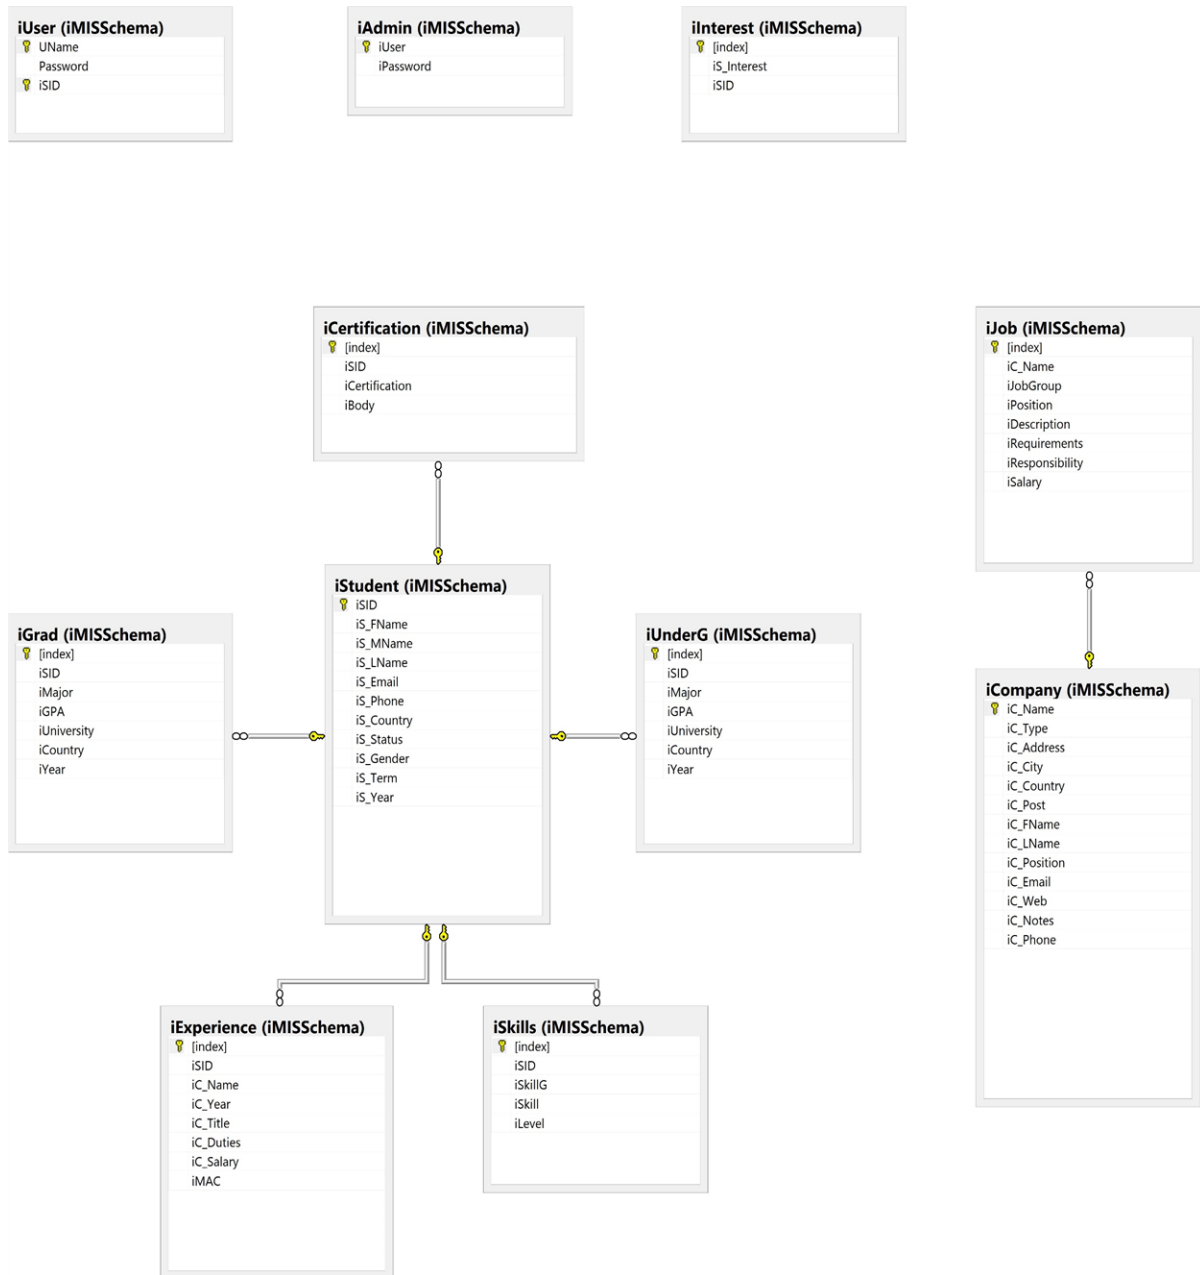 iUser (iMISSchema)
UName
Password
iSID
iAdmin (iMISSchema)
iUser
iPassword
iInterest (iMISSchema)
[index]
iS_Interest
iSID
iCertification (iMISSchema)
[index]
iSID
iCertification
iBody
iJob (iMISSchema)
[index]
iC_Name
iJobGroup
iPosition
iDescription
iRequirements
iResponsibility
iSalary
iStudent (iMISSchema)
iSID
iS_FName
iS_MName
iS_LName
iS_Email
iS_Phone
iS_Country
iS_Status
iS_Gender
iS_Term
iS_Year
iGrad (iMISSchema)
[index]
iSID
iMajor
iGPA
iUniversity
iCountry
iYear
iUnderG (iMISSchema)
[index]
iSID
iMajor
iGPA
iUniversity
iCountry
iYear
iCompany (iMISSchema)
iC_Name
iC_Type
iC_Address
iC_City
iC_Country
iC_Post
iC_FName
iC_LName
iC_Position
iC_Email
iC_Web
iC_Notes
iC_Phone
iExperience (iMISSchema)
[index]
iSID
iC_Name
iC_Year
iC_Title
iC_Duties
iC_Salary
iMAC
iSkills (iMISSchema)
[index]
iSID
iSkillG
iSkill
iLevel